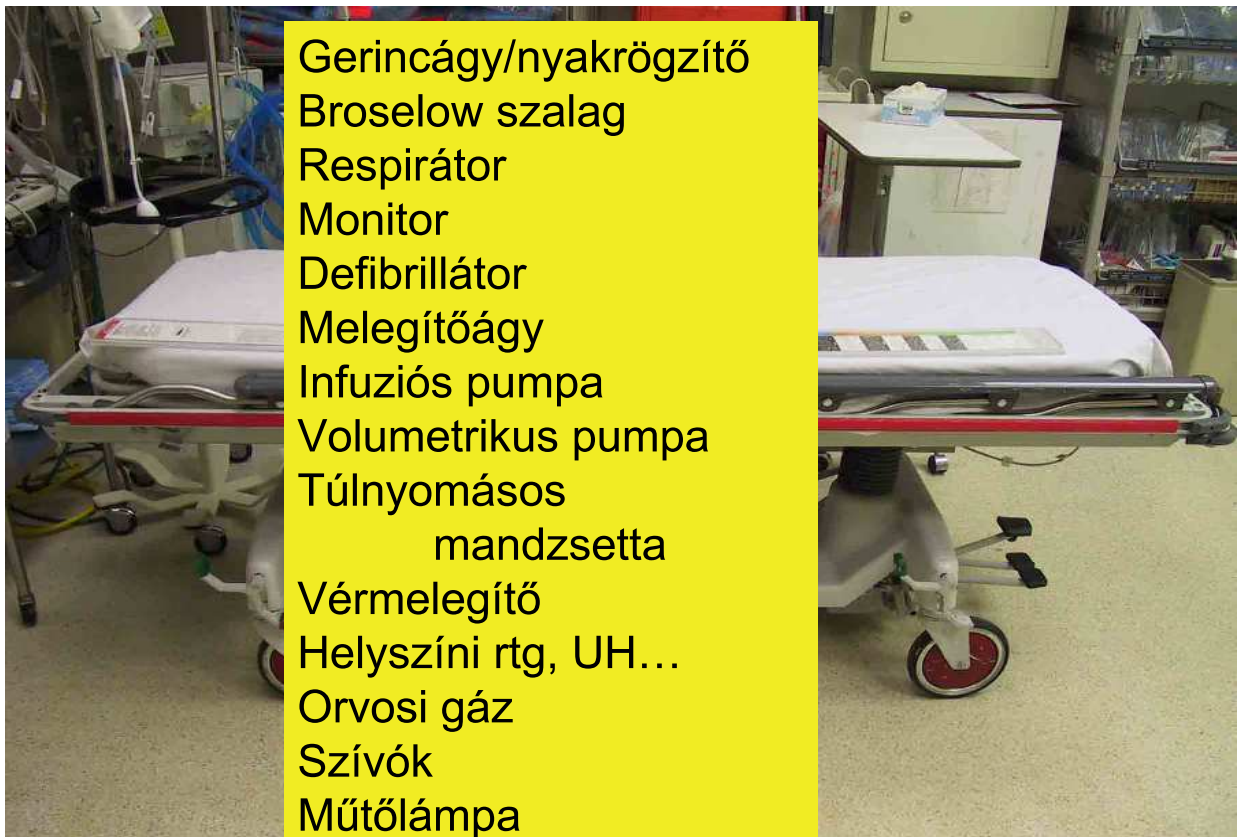 Gerincágy/nyakrögzítő
Broselow szalag
Respirátor
Monitor
Defibrillátor
Melegítőágy
Infuziós pumpa
Volumetrikus pumpa
Túlnyomásos
mandzsetta
Vérmelegítő
Helyszíni rtg, UH…
Orvosi gáz
Szívók
Műtőlámpa